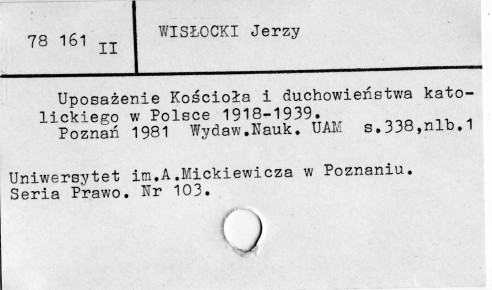 78 161 II
WISŁOCKI Jerzy
Uposażenie Kościoła i duchowieństwa kato-
lickiego w Polsce 1918-1939.
Poznań 1981 Wydaw.Nauk. UAM s.338,nlb.1
Uniwersytet im.A.Mickiewicza w Poznaniu.
Seria Prawo. Nr 103.